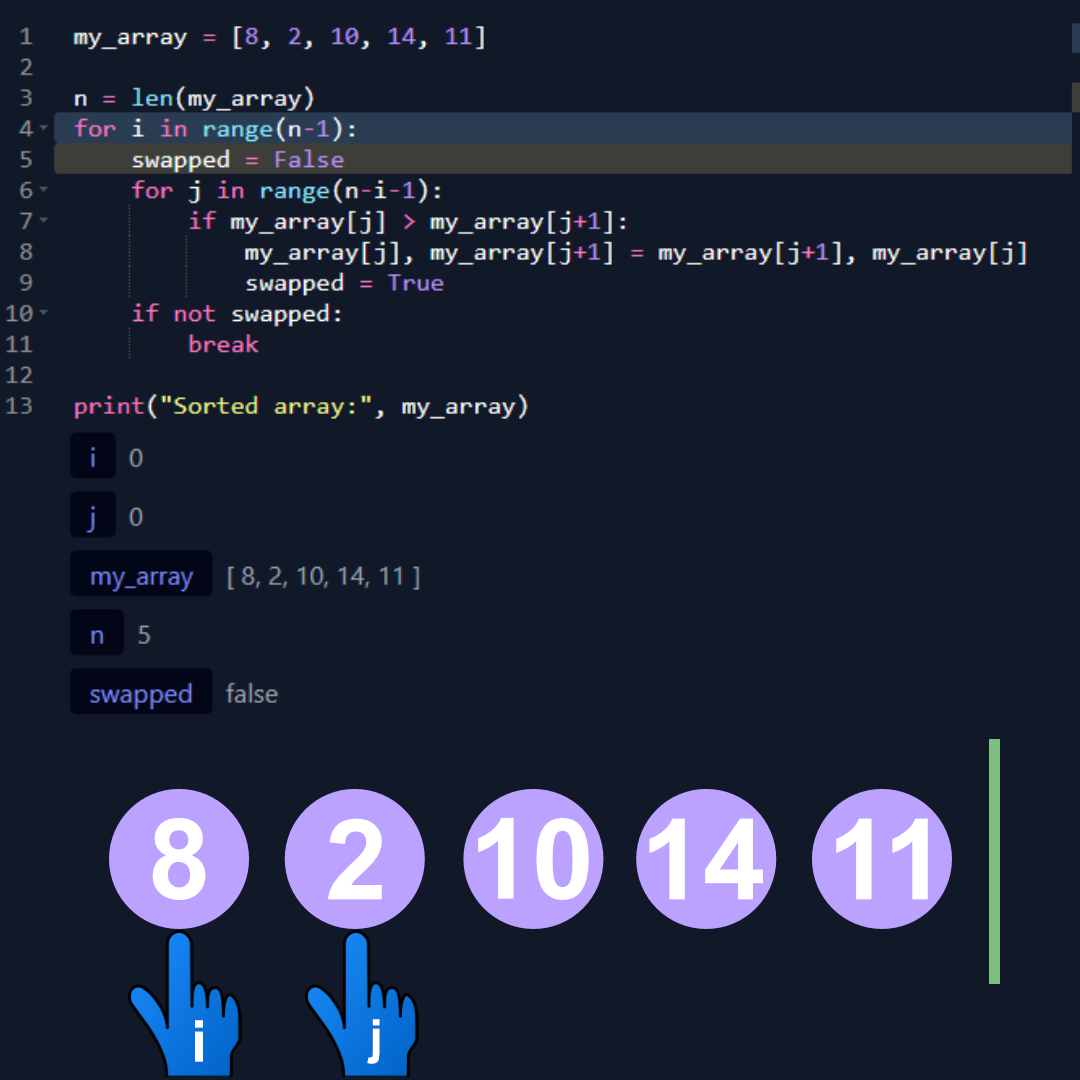 1 my_array = [8, 2, 10, 14, 11]
2
3 n = len(my_array)
4 for i in range(n-1):
5     swapped = False
6     for j in range(n-i-1):
7         if my_array[j] > my_array[j+1]:
8             my_array[j], my_array[j+1] = my_array[j+1], my_array[j]
9             swapped = True
10     if not swapped:
11         break
12
13 print("Sorted array:", my_array)
i 0
j 0
my_array [ 8, 2, 10, 14, 11 ]
n 5
swapped false
8 2 10 14 11
i j